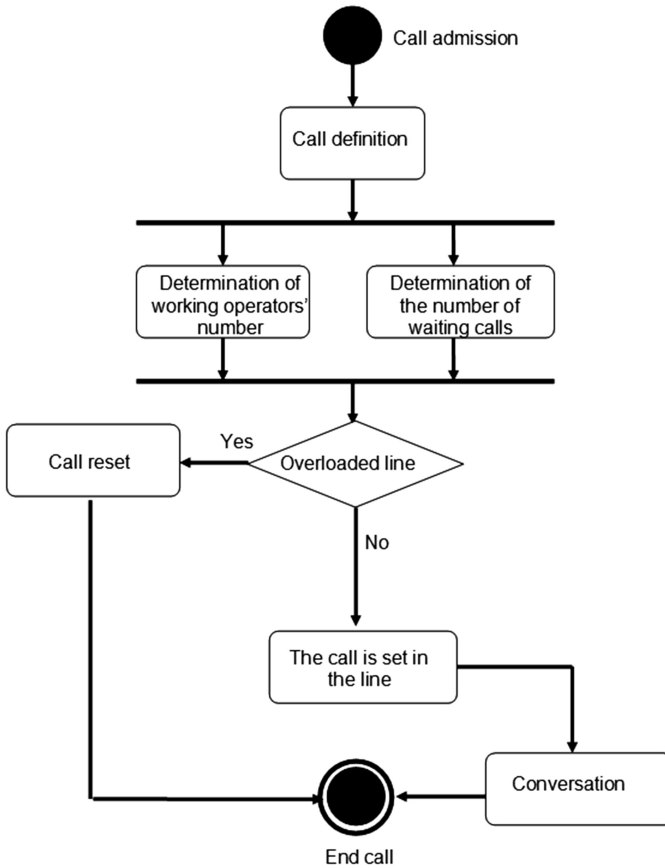 Call admission
Call definition
Determination of
working operators'
number
Determination of
the number of
waiting calls
Yes
Overloaded line
Call reset
No
The call is set in
the line
Conversation
End call